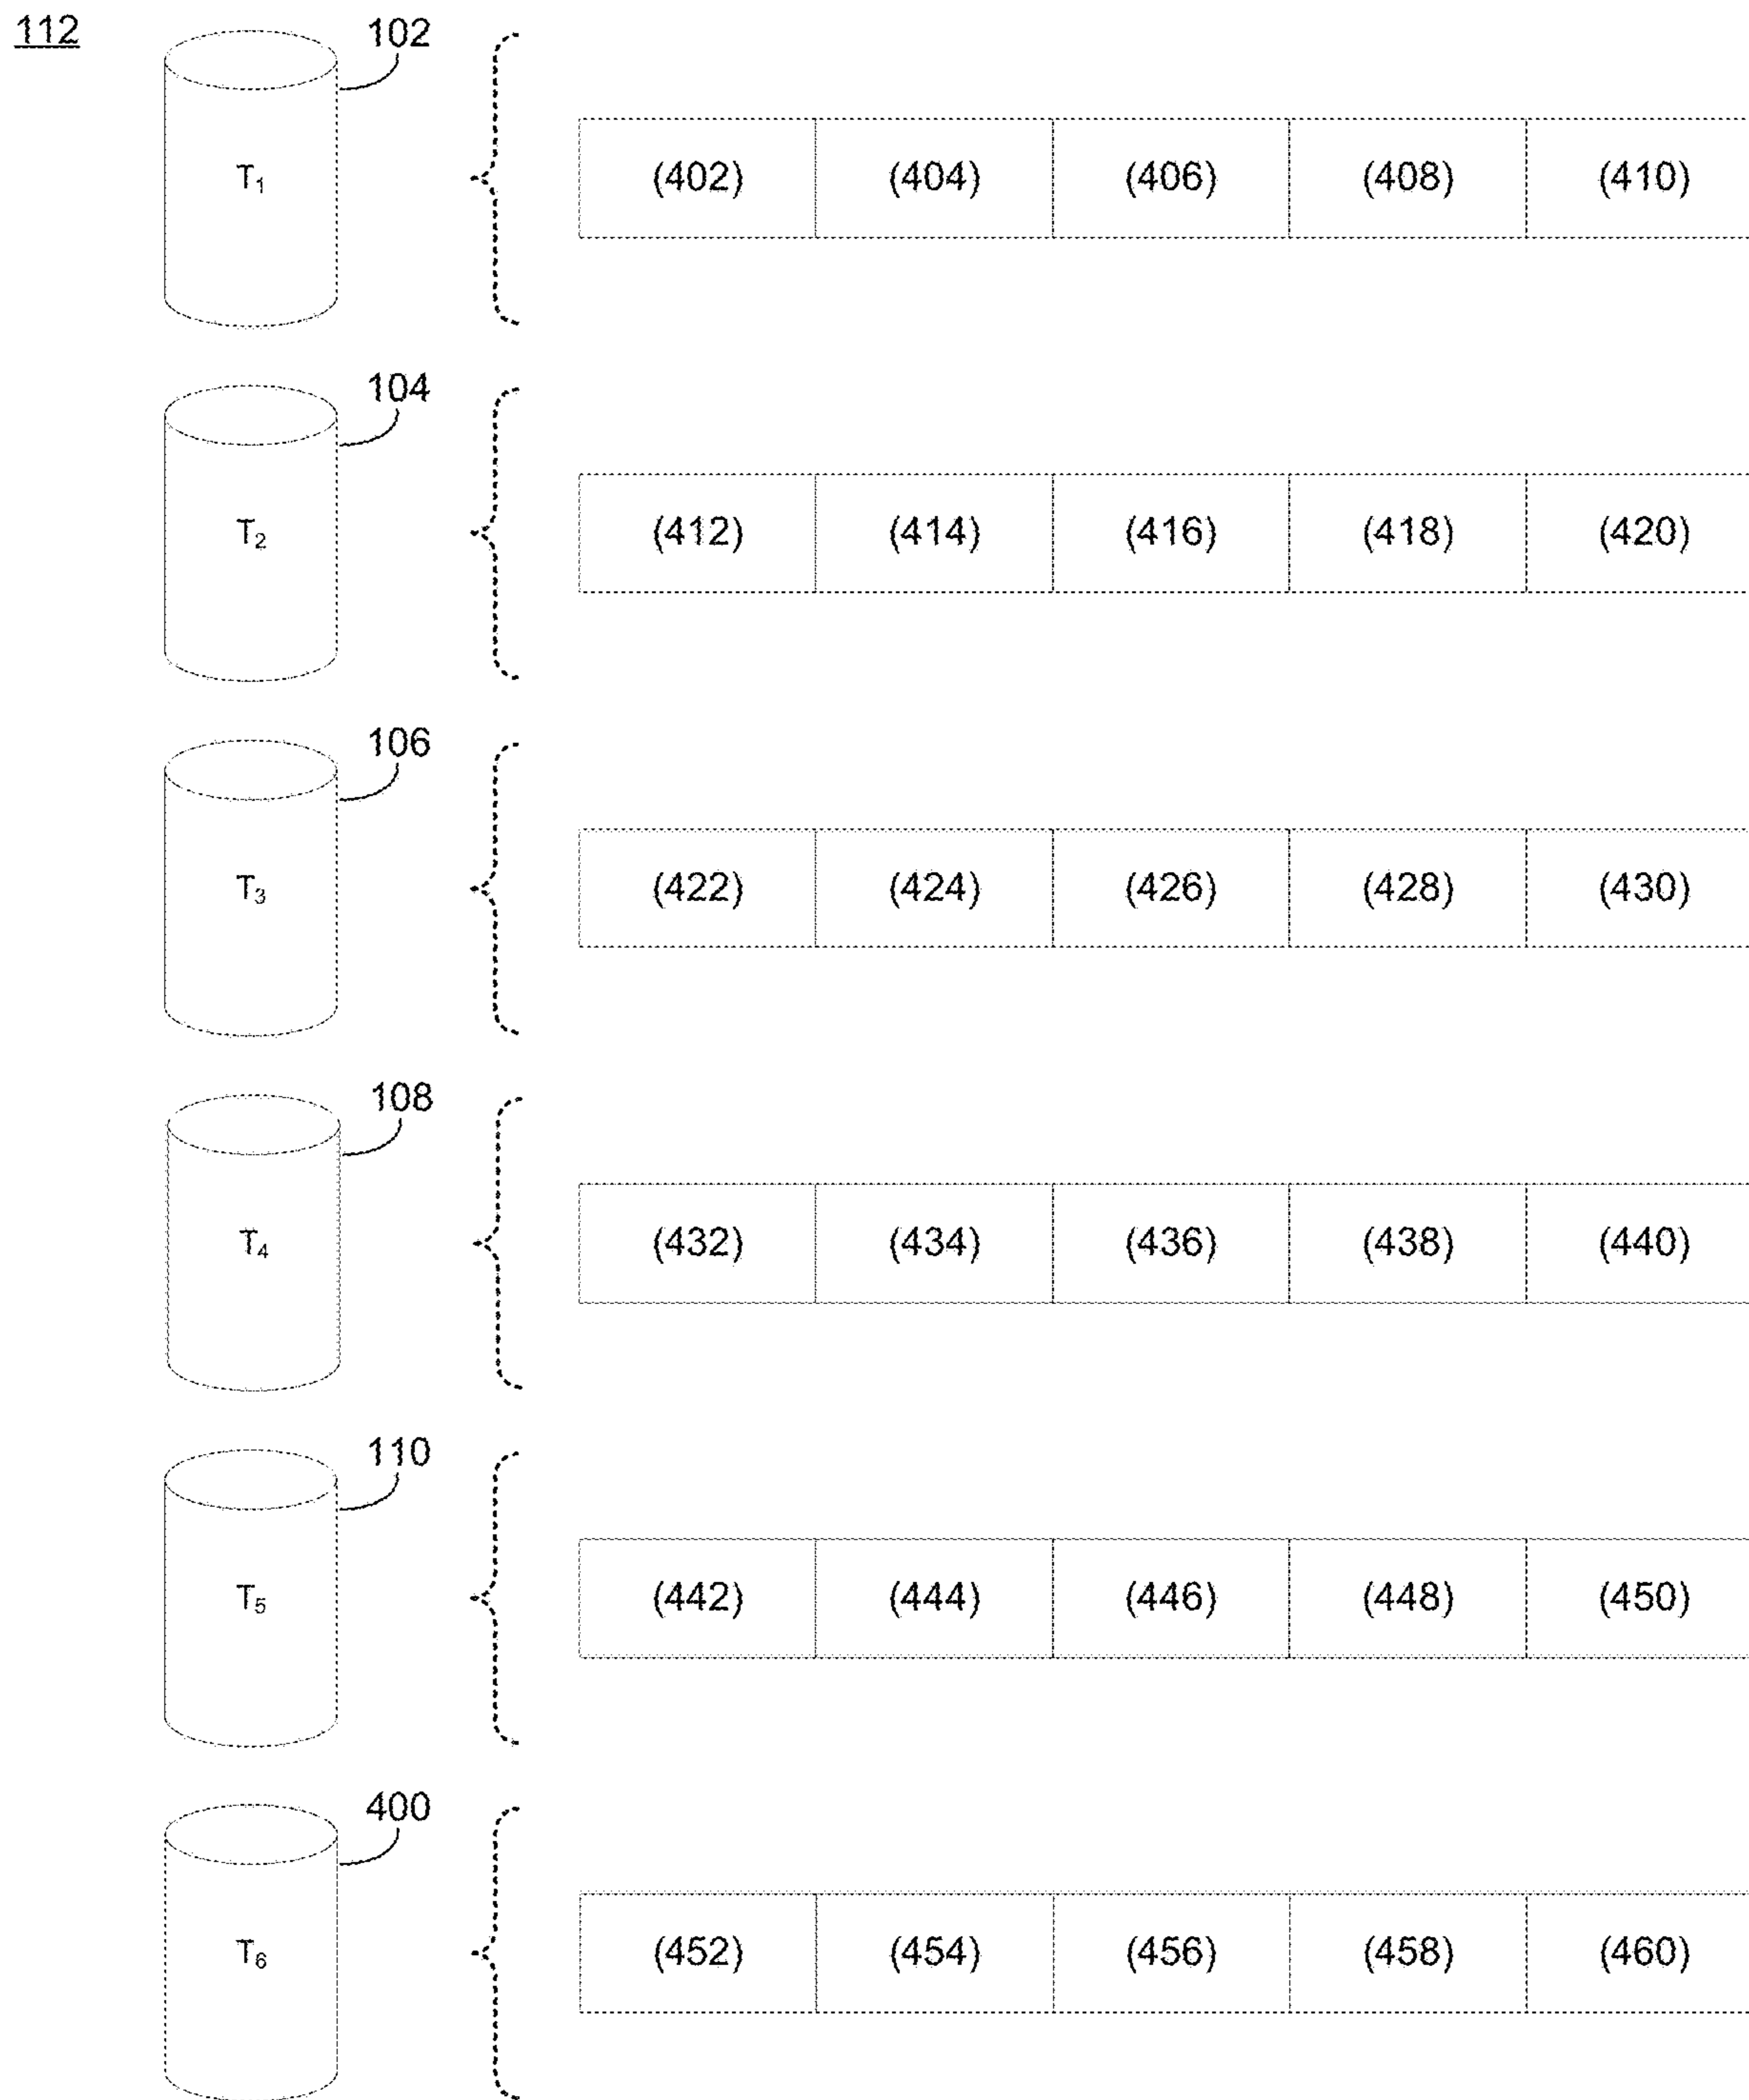 112
102
T₁
(402) (404) (406) (408) (410)
104
T₂
(412) (414) (416) (418) (420)
106
T₃
(422) (424) (426) (428) (430)
108
T₄
(432) (434) (436) (438) (440)
110
T₅
(442) (444) (446) (448) (450)
400
T₆
(452) (454) (456) (458) (460)